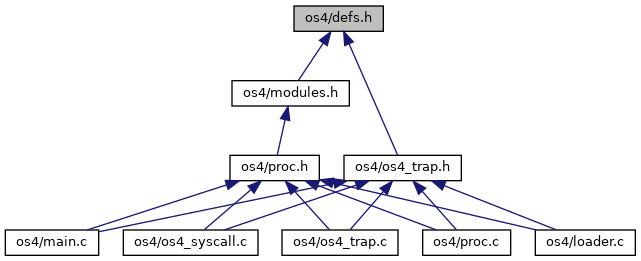 os4/defs.h
os4/modules.h
os4/proc.h
os4/os4_trap.h
os4/main.c
os4/os4_syscall.c
os4/os4_trap.c
os4/proc.c
os4/loader.c